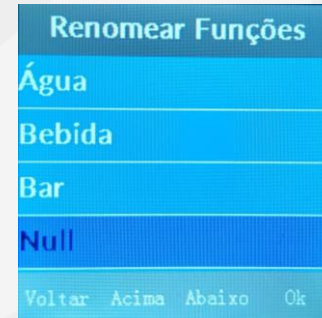 Renomear Funções
Água
Bebida
Bar
Null
Voltar Acima Abaixo Ok